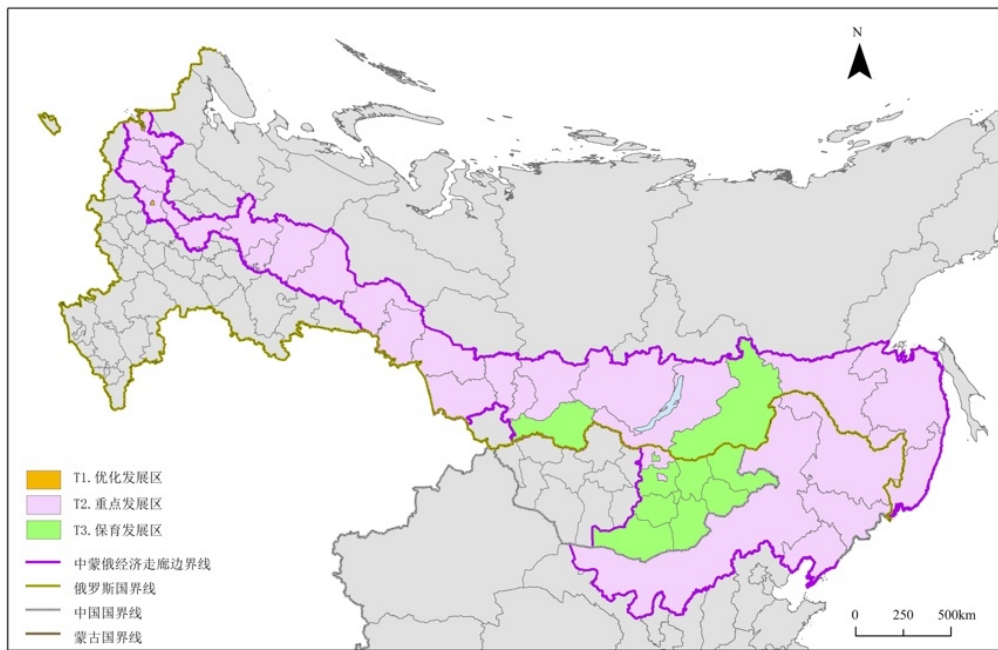 N
T1.优化发展区
T2.重点发展区
T3.保育发展区
中蒙俄经济走廊边界线
俄罗斯国界线
中国国界线
蒙古国界线
0 250 500km